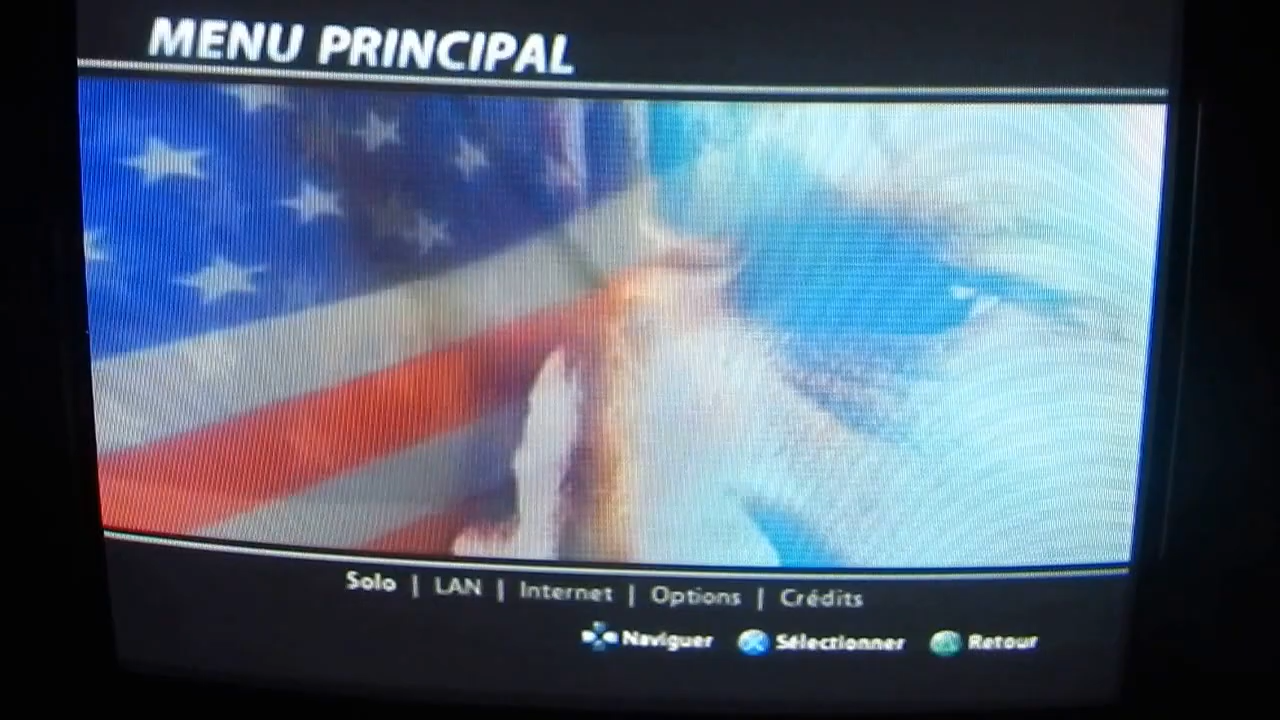 MENU PRINCIPAL
Solo | LAN | Internet | Options | Crédits
Naviguer Sélectionner Retour